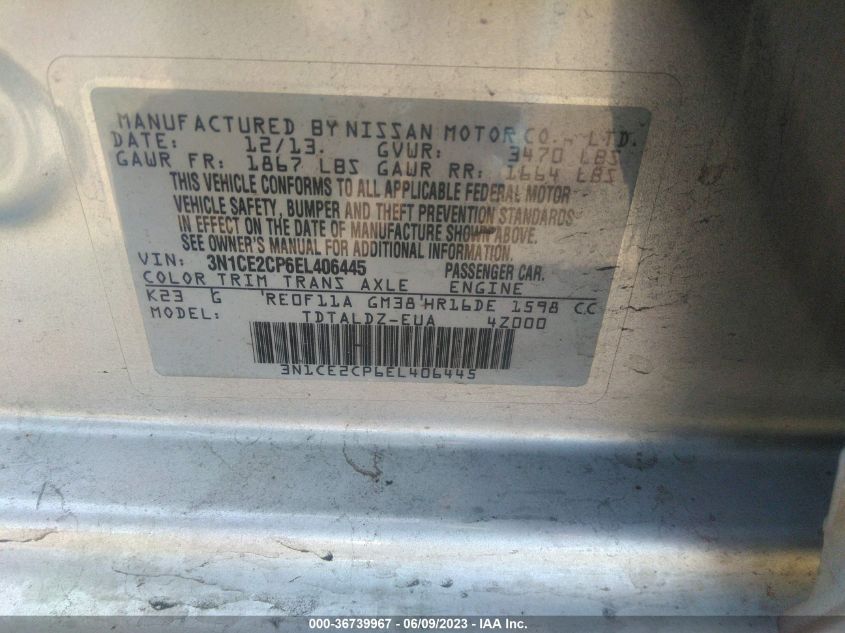 MANUFACTURED BY NISSAN MOTOR CO., LTD.
DATE: 12/13. GVWR: 3470 LBS
GAWR FR: 1867 LBS GAWR RR: 1664 LBS
THIS VEHICLE CONFORMS TO ALL APPLICABLE FEDERAL MOTOR
VEHICLE SAFETY, BUMPER AND THEFT PREVENTION STANDARDS
IN EFFECT ON THE DATE OF MANUFACTURE SHOWN ABOVE.
SEE OWNER'S MANUAL FOR ADDITIONAL INFORMATION.
VIN: 3N1CE2CP6EL406445 PASSENGER CAR.
COLOR TRIM TRANS AXLE ENGINE
K23 G 'RE0F11A GM38'HR16DE 1598 CC
MODEL: TDTALDZ-EUA 4Z000
3N1CE2CP6EL406445
000-36739967 - 06/09/2023 - IAA Inc.